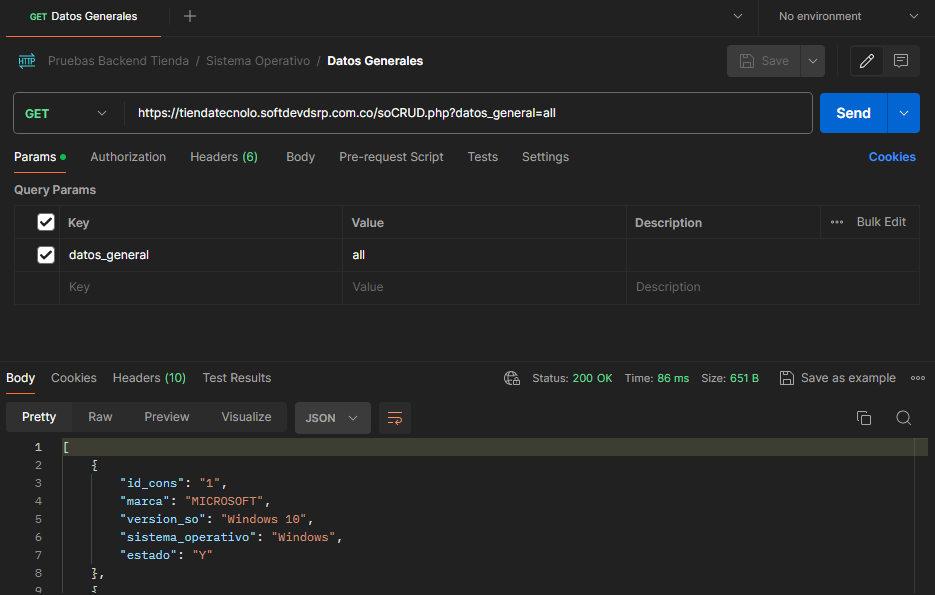 GET Datos Generales
No environment
HTTP Pruebas Backend Tienda / Sistema Operativo / Datos Generales
Save
GET https://tiendatecnolo.softdevdsrp.com.co/soCRUD.php?datos_general=all
Send
Params Authorization Headers (6) Body Pre-request Script Tests Settings Cookies
Query Params
Key Value Description Bulk Edit
datos_general all
Key Value Description
Body Cookies Headers (10) Test Results Status: 200 OK Time: 86 ms Size: 651 B Save as example
Pretty Raw Preview Visualize JSON
1 [
2 {
3 "id_cons": "1",
4 "marca": "MICROSOFT",
5 "version_so": "Windows 10",
6 "sistema_operativo": "Windows",
7 "estado": "Y"
8 },
9 {